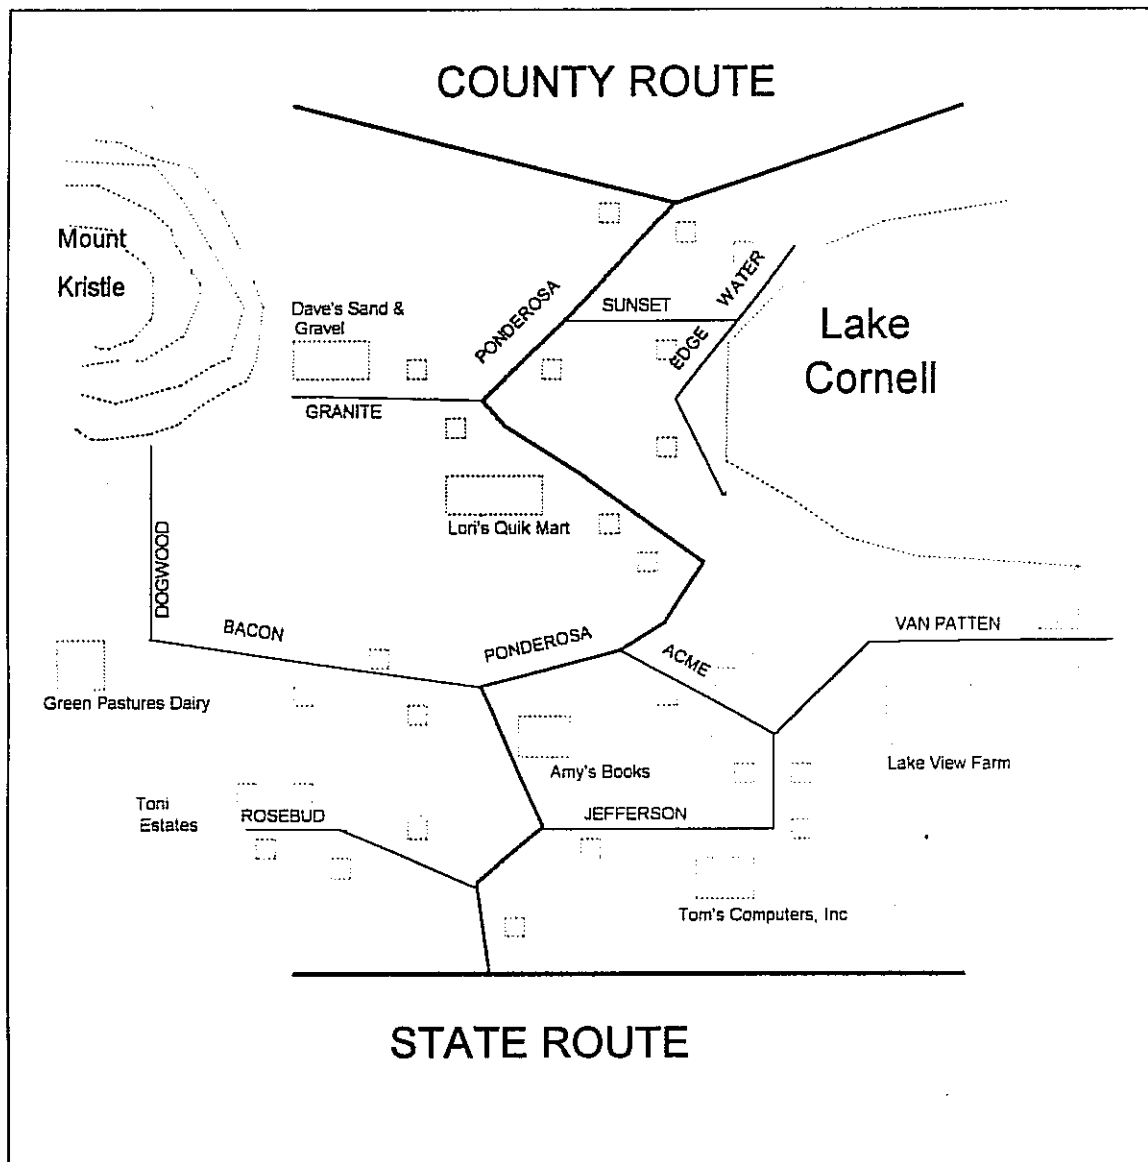 COUNTY ROUTE
Mount
Kristie
Dave's Sand &
Gravel
PONDEROSA
SUNSET
EDGE WATER
Lake
Cornell
GRANITE
Lori's Quik Mart
DOGWOOD
BACON
PONDEROSA
ACME
VAN PATTEN
Green Pastures Dairy
Amy's Books
Lake View Farm
Toni
Estates
ROSEBUD
JEFFERSON
Tom's Computers, Inc
STATE ROUTE